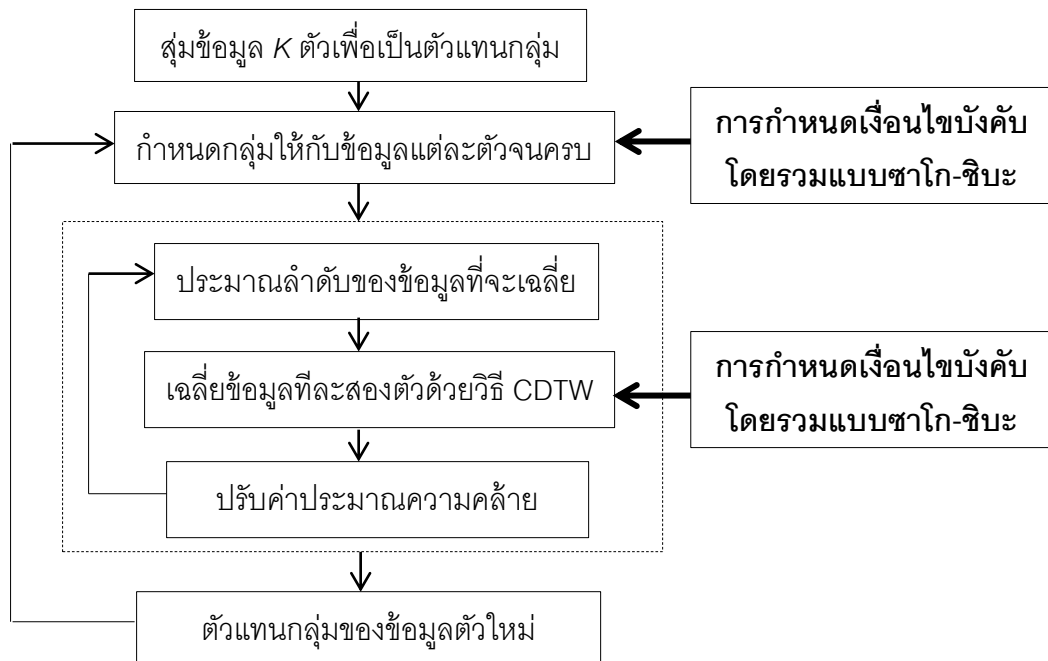 สุ่มข้อมูล K ตัวเพื่อเป็นตัวแทนกลุ่ม
กำหนดกลุ่มให้กับข้อมูลแต่ละตัวจนครบ
การกำหนดเงื่อนไขบังคับ
โดยรวมแบบซาโก-ชิบะ
ประมาณลำดับของข้อมูลที่จะเฉลี่ย
เฉลี่ยข้อมูลทีละสองตัวด้วยวิธี CDTW
การกำหนดเงื่อนไขบังคับ
โดยรวมแบบซาโก-ชิบะ
ปรับค่าประมาณความคล้าย
ตัวแทนกลุ่มของข้อมูลตัวใหม่